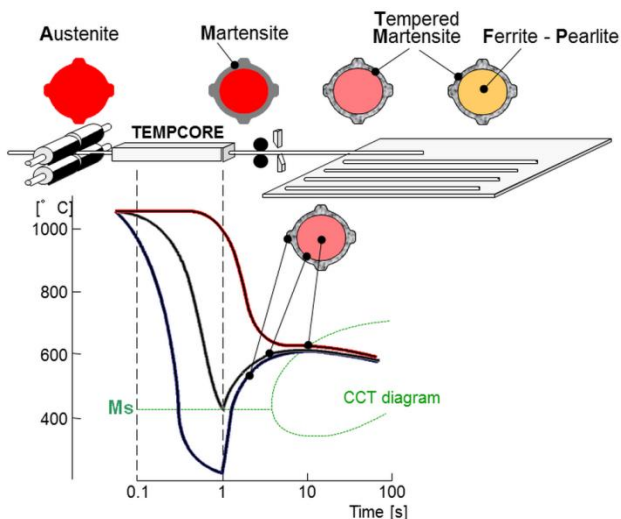 Austenite
Martensite
Tempered
Martensite
Ferrite - Pearlite
TEMPCORE
[° C]
1000
800
600
400
Ms
CCT diagram
0.1
1
10
100
Time [s]